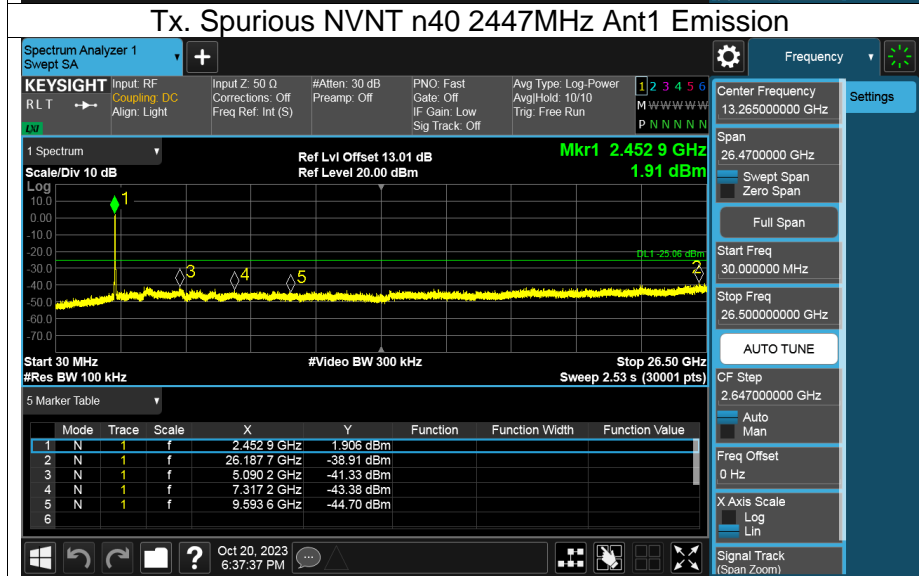 Tx. Spurious NVNT n40 2447MHz Ant1 Emission
Spectrum Analyzer 1
Swept SA
+
Frequency
KEYSIGHT
RLT
LXI
Input: RF
Coupling: DC
Align: Light
Input Z: 50 Ω
Corrections: Off
Freq Ref: Int (S)
#Atten: 30 dB
Preamp: Off
PNO: Fast
Gate: Off
IF Gain: Low
Sig Track: Off
Avg Type: Log-Power
Avg|Hold: 10/10
Trig: Free Run
1 2 3 4 5 6
M W W W W W
P N N N N N
1 Spectrum
Scale/Div 10 dB
Ref Lvl Offset 13.01 dB
Ref Level 20.00 dBm
Mkr1 2.452 9 GHz
1.91 dBm
Log
10.0
0.00
-10.0
-20.0
-30.0
-40.0
-50.0
-60.0
-70.0
1
3
4
5
2
DL1 -25.06 dBm
Start 30 MHz
#Res BW 100 kHz
#Video BW 300 kHz
Stop 26.50 GHz
Sweep 2.53 s (30001 pts)
5 Marker Table
Mode Trace Scale X Y Function Function Width Function Value
1 N 1 f 2.452 9 GHz 1.906 dBm
2 N 1 f 26.187 7 GHz -38.91 dBm
3 N 1 f 5.090 2 GHz -41.33 dBm
4 N 1 f 7.317 2 GHz -43.38 dBm
5 N 1 f 9.593 6 GHz -44.70 dBm
6
?
Oct 20, 2023
6:37:37 PM
Center Frequency
13.265000000 GHz
Settings
Span
26.4700000 GHz
Swept Span
Zero Span
Full Span
Start Freq
30.000000 MHz
Stop Freq
26.500000000 GHz
AUTO TUNE
CF Step
2.647000000 GHz
Auto
Man
Freq Offset
0 Hz
X Axis Scale
Log
Lin
Signal Track
(Span Zoom)